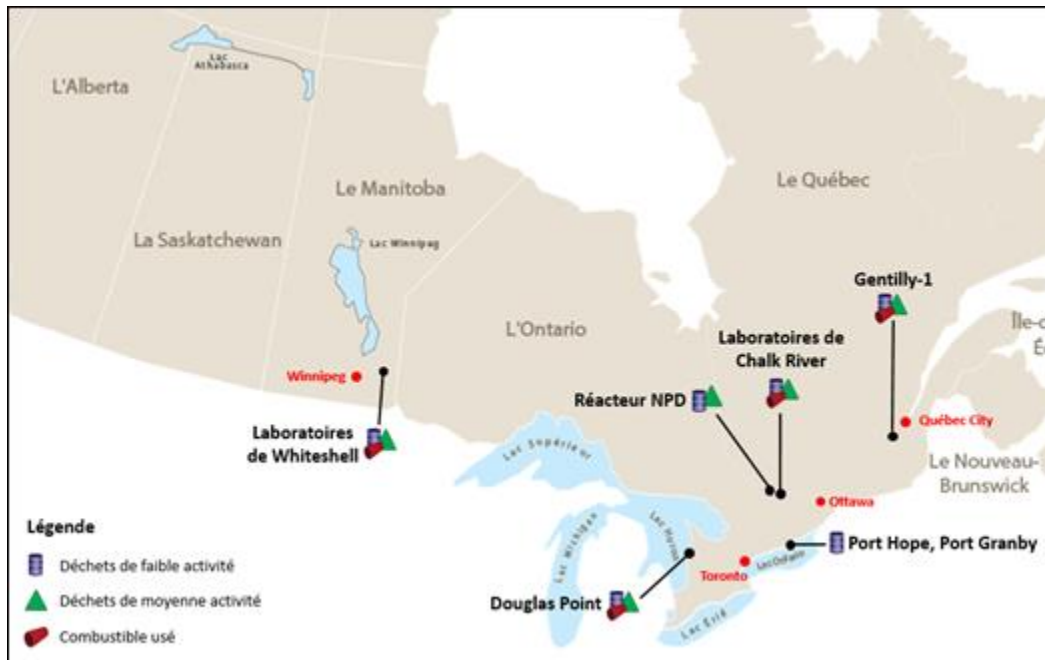 Lac
Athabasca
L'Alberta
Le Manitoba
Le Québec
La Saskatchewan
Lac Winnipag
Gentilly-1
Île-d
É
L'Ontario
Laboratoires de
Chalk River
Winnipeg
Réacteur NPD
Québec City
Laboratoires
de Whiteshell
Lac Supérieur
Le Nouveau-
Brunswick
Ottawa
Légende
Lac Michigan
Lac Huron
Port Hope, Port Granby
Lac Ontario
Déchets de faible activité
Toronto
Déchets de moyenne activité
Douglas Point
Lac Érié
Combustible usé